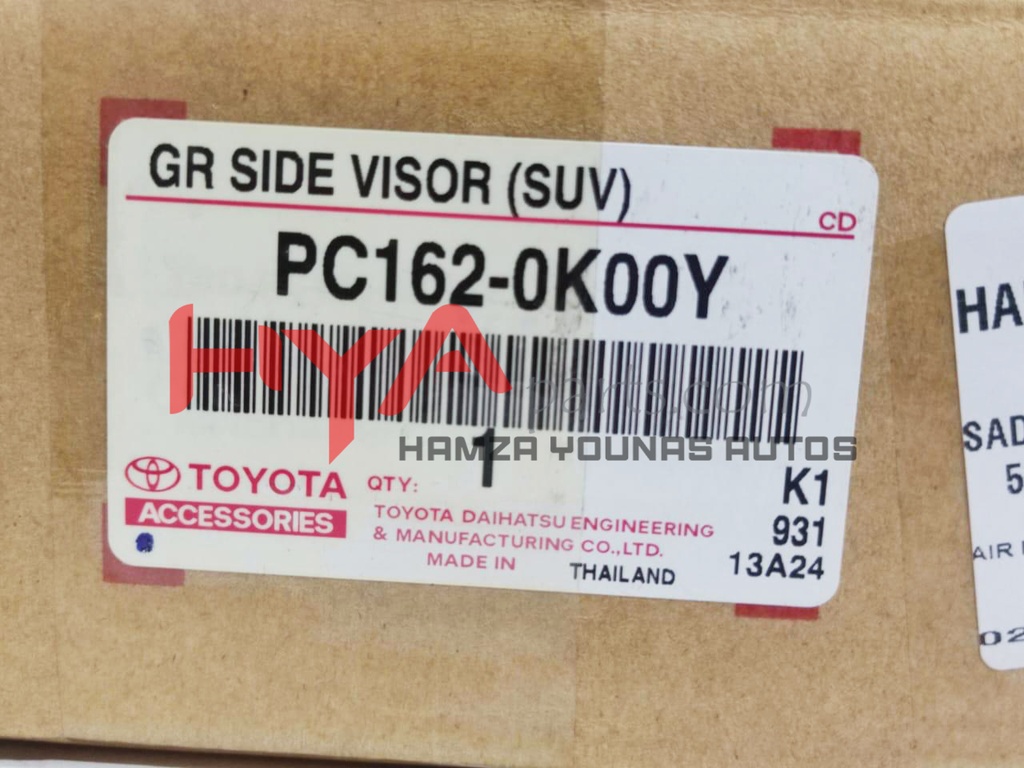 GR SIDE VISOR (SUV)
CD
PC162-0K00Y
HYA
parts.com
HAMZA YOUNAS AUTOS
TOYOTA
ACCESSORIES
QTY: 1
TOYOTA DAIHATSU ENGINEERING
& MANUFACTURING CO.,LTD.
MADE IN THAILAND
K1
931
13A24
HA
SAD
5
AIR
02